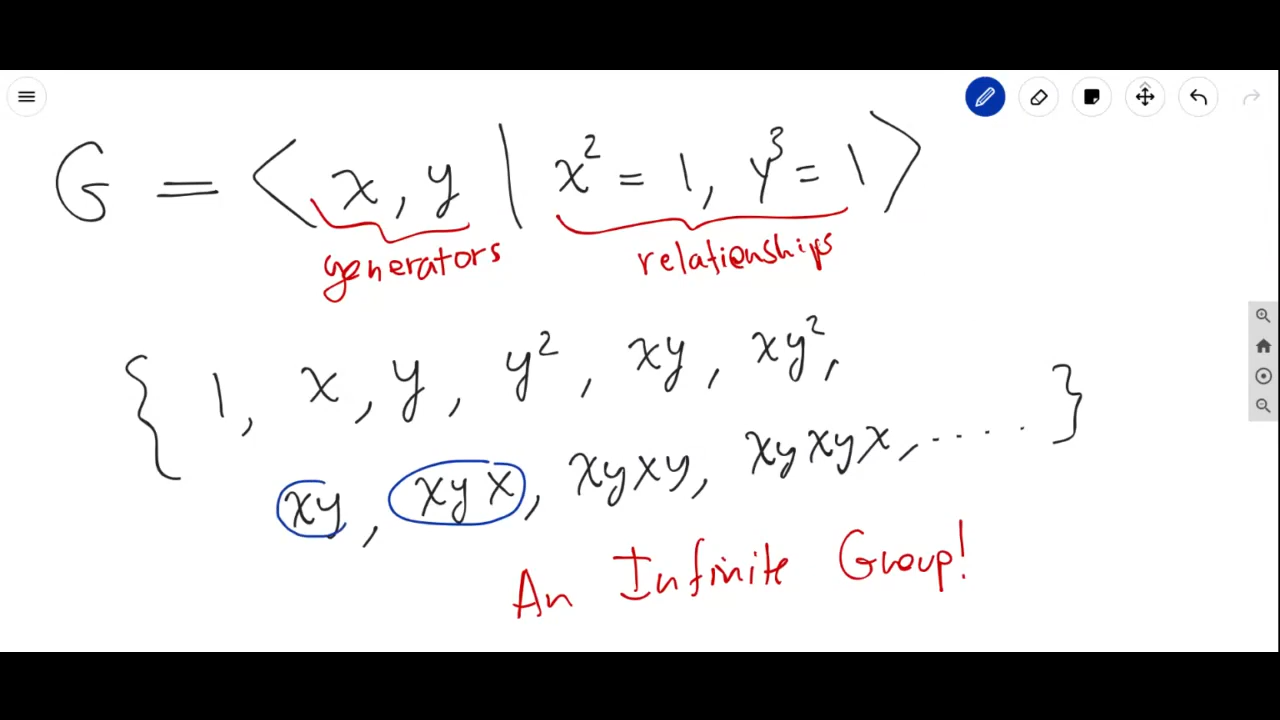 G = ⟨ x, y | x² = 1, y³ = 1 ⟩
generators relationships
{ 1, x, y, y², xy, xy²,
xy, xyx, xyxy, xyxyx, ..... }
An Infinite Group!